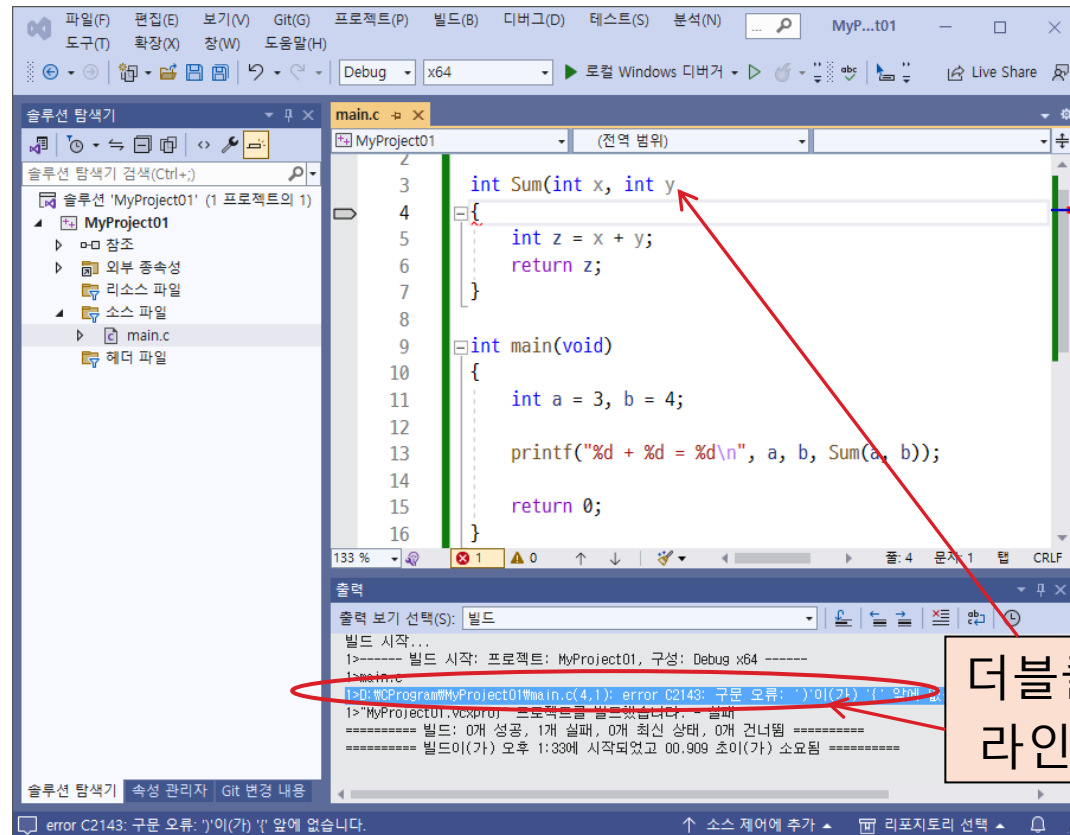 파일(F) 편집(E) 보기(V) Git(G) 프로젝트(P) 빌드(B) 디버그(D) 테스트(S) 분석(N) ... MyP...t01
도구(T) 확장(X) 창(W) 도움말(H)
Debug x64 로컬 Windows 디버거 Live Share
솔루션 탐색기
솔루션 탐색기 검색(Ctrl+;)
솔루션 'MyProject01' (1 프로젝트의 1)
MyProject01
참조
외부 종속성
리소스 파일
소스 파일
main.c
헤더 파일
main.c
MyProject01 (전역 범위)
2
3 int Sum(int x, int y
4 {
5 int z = x + y;
6 return z;
7 }
8
9 int main(void)
10 {
11 int a = 3, b = 4;
12
13 printf("%d + %d = %d\n", a, b, Sum(a, b));
14
15 return 0;
16 }
133 % 1 0 줄: 4 문자: 1 탭 CRLF
출력
출력 보기 선택(S): 빌드
빌드 시작...
1>------ 빌드 시작: 프로젝트: MyProject01, 구성: Debug x64 ------
1>main.c
1>D:₩CProgram₩MyProject01₩main.c(4,1): error C2143: 구문 오류: ')'이(가) '{' 앞에 없
1>"MyProject01.vcxproj" 프로젝트를 빌드했습니다. - 실패
========== 빌드: 0개 성공, 1개 실패, 0개 최신 상태, 0개 건너뜀 ==========
========== 빌드이(가) 오후 1:33에 시작되었고 00.909 초이(가) 소요됨 ==========
라인
솔루션 탐색기 속성 관리자 Git 변경 내용
error C2143: 구문 오류: ')'이(가) '{' 앞에 없습니다. 소스 제어에 추가 리포지토리 선택